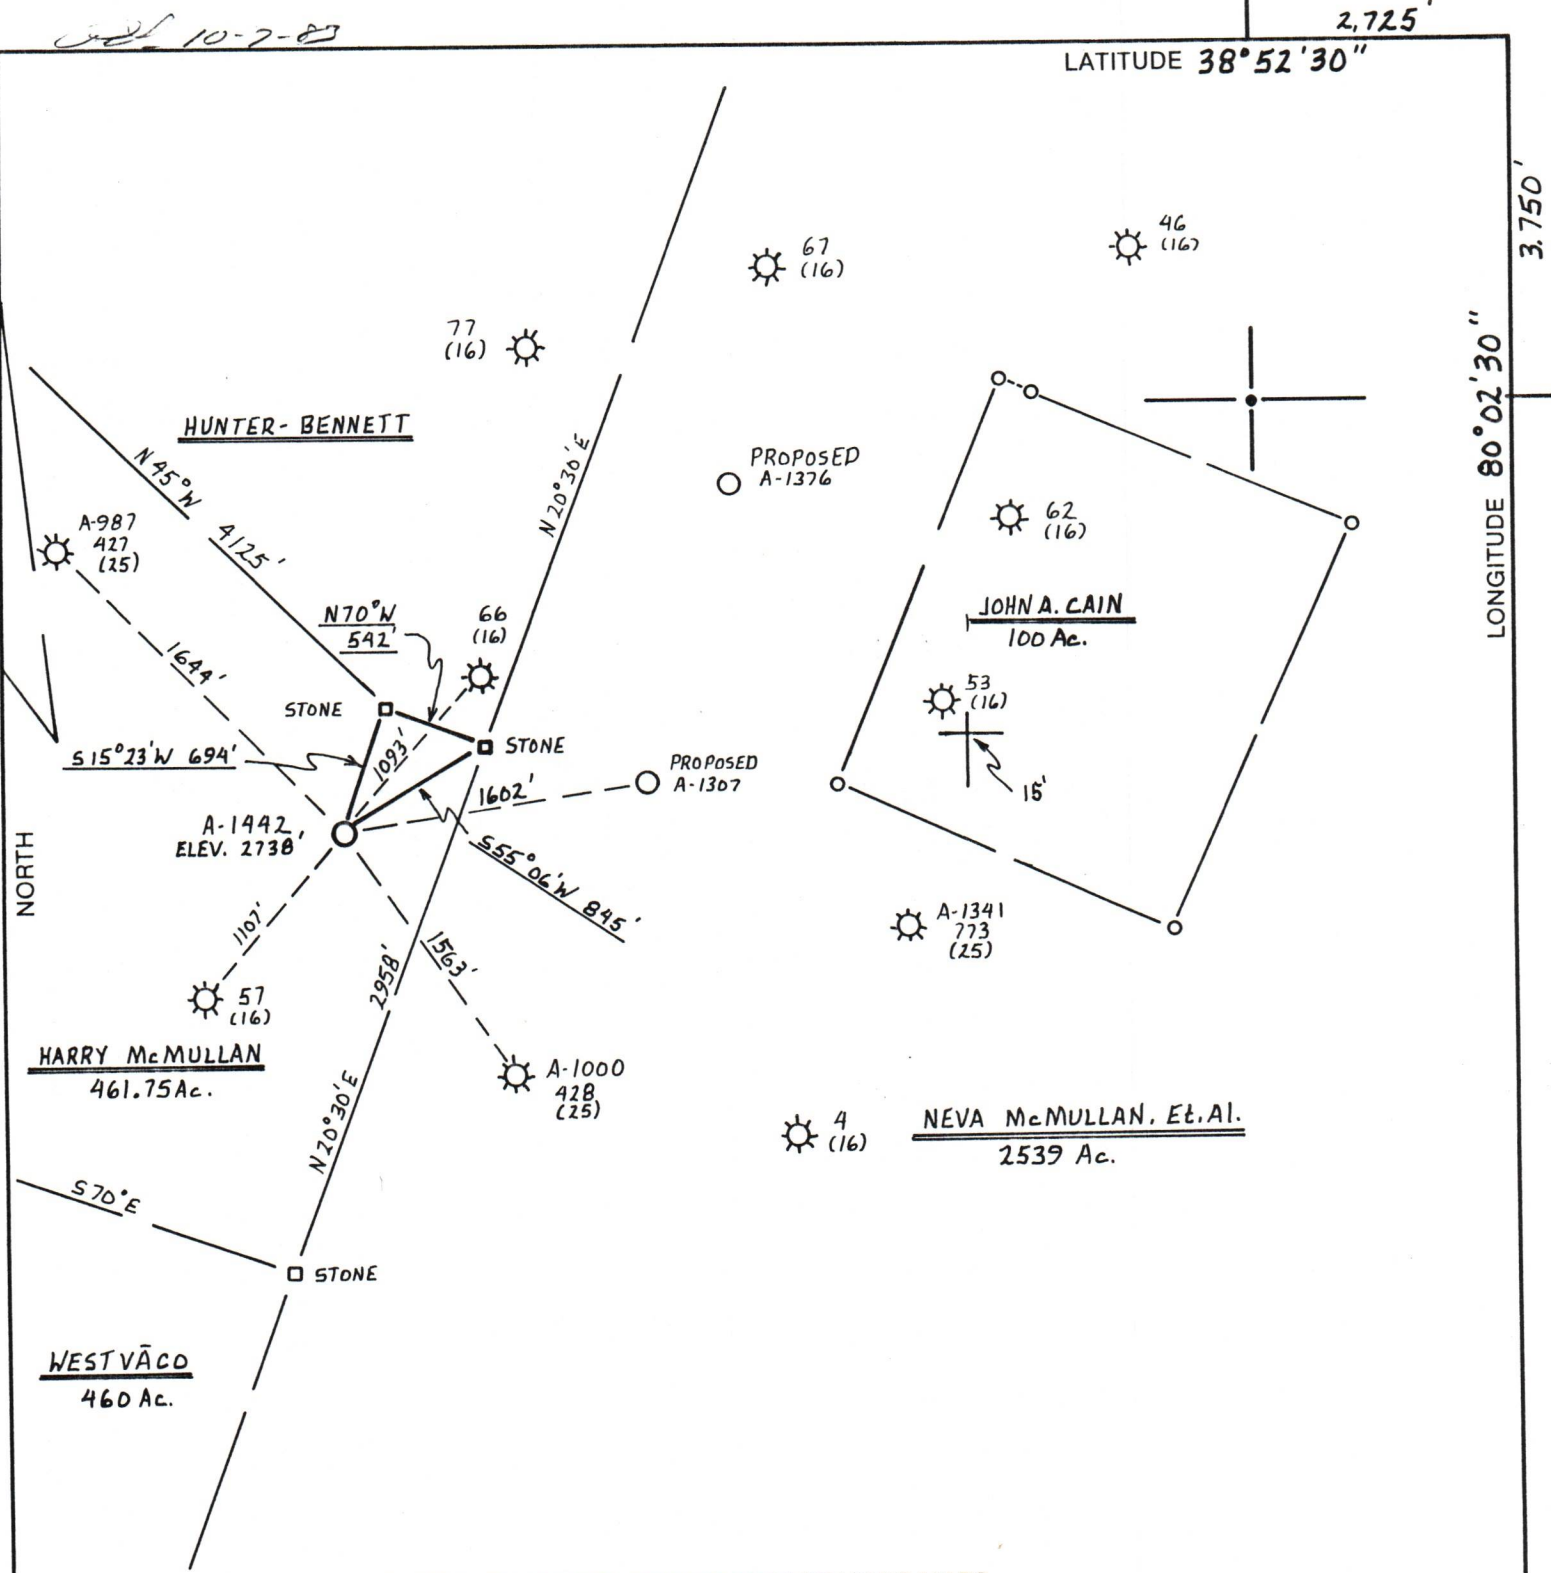 10-7-83
2,725'
LATITUDE 38°52'30"
3.750'
LONGITUDE 80°02'30"
46
(16)
67
(16)
77
(16)
HUNTER-BENNETT
N45°W 4125'
N20°30'E
PROPOSED
A-1376
A-987
427
(25)
62
(16)
JOHN A. CAIN
100 Ac.
N70°W
542'
66
(16)
1644'
53
(16)
STONE
STONE
S15°23'W 694'
1093'
PROPOSED
A-1307
1602'
15'
A-1442
ELEV. 2738'
NORTH
S55°06'W 845'
A-1341
773
(25)
1107'
1563'
2958'
57
(16)
HARRY McMULLAN
461.75Ac.
A-1000
428
(25)
N20°30'E
4
(16)
NEVA McMULLAN, Et.Al.
2539 Ac.
S70°E
STONE
WESTVĀCO
460 Ac.